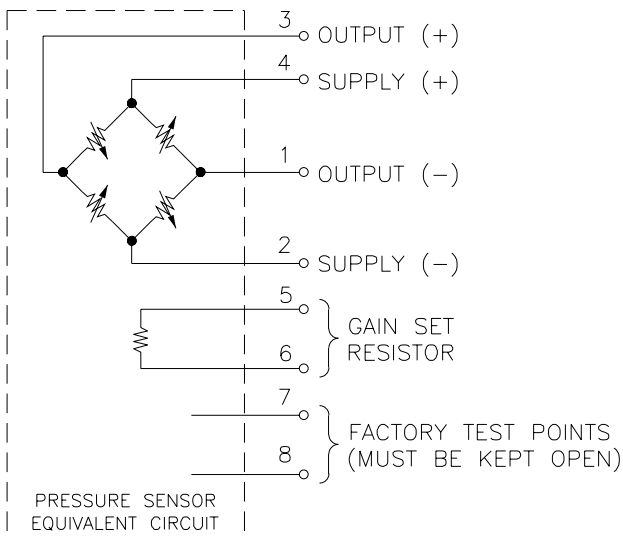 3
OUTPUT (+)
4
SUPPLY (+)
1
OUTPUT (−)
2
SUPPLY (−)
5
GAIN SET
RESISTOR
6
7
FACTORY TEST POINTS
(MUST BE KEPT OPEN)
8
PRESSURE SENSOR
EQUIVALENT CIRCUIT